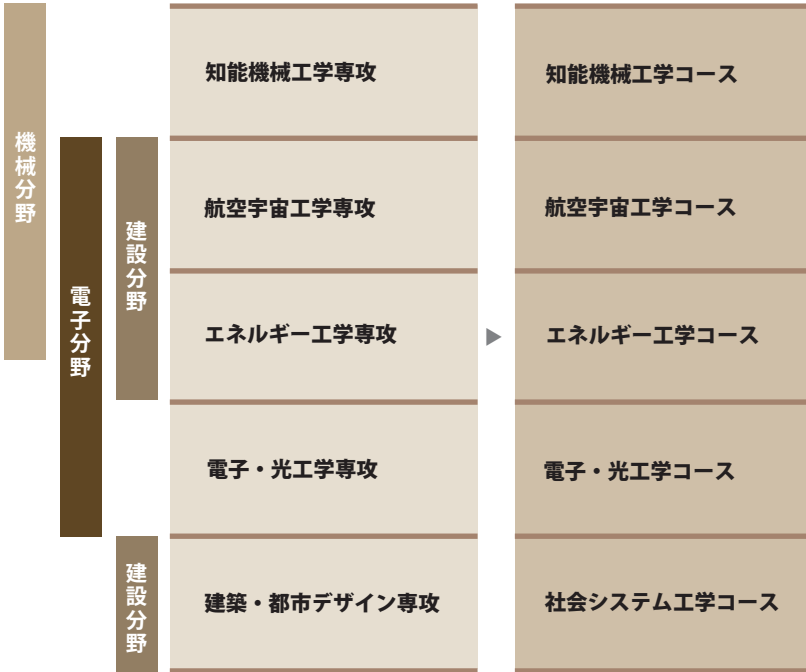 機械分野
電子分野
建設分野
建設分野
知能機械工学専攻
知能機械工学コース
航空宇宙工学専攻
航空宇宙工学コース
エネルギー工学専攻
エネルギー工学コース
電子・光工学専攻
電子・光工学コース
建築・都市デザイン専攻
社会システム工学コース